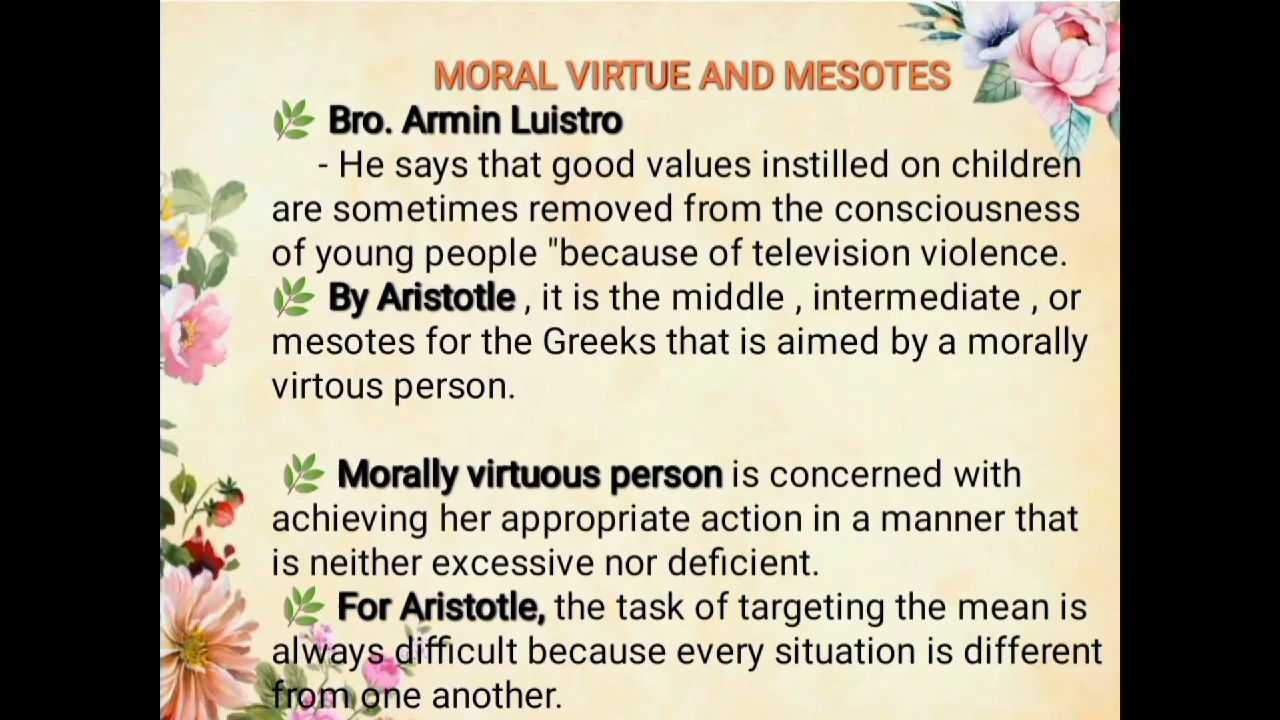 MORAL VIRTUE AND MESOTES
Bro. Armin Luistro
- He says that good values instilled on children
are sometimes removed from the consciousness
of young people "because of television violence.
By Aristotle , it is the middle , intermediate , or
mesotes for the Greeks that is aimed by a morally
virtous person.
Morally virtuous person is concerned with
achieving her appropriate action in a manner that
is neither excessive nor deficient.
For Aristotle, the task of targeting the mean is
always difficult because every situation is different
from one another.